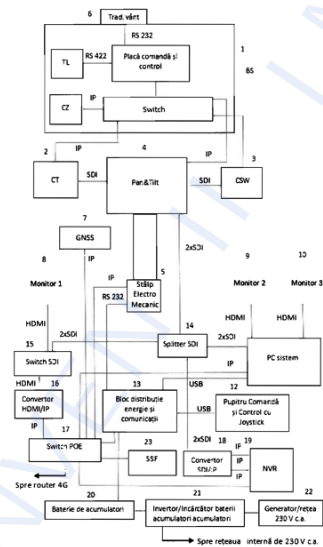 6
Trad. vânt
RS 232
1
BS
TL
RS 422
Placă comandă și
control
CZ
IP
Switch
2
IP
4
IP
3
CT
SDI
Pan&Tilt
SDI
CSW
7
GNSS
2xSDI
8
IP
5
9
10
Monitor 1
IP
RS 232
Stâlp
Electro
Mecanic
Monitor 2
Monitor 3
HDMI
14
HDMI
HDMI
15
2xSDI
Splitter SDI
2xSDI
PC sistem
Switch SDI
IP
HDMI
16
13
USB
12
Convertor
HDMI/IP
Bloc distribuție
energie și
comunicații
USB
Pupitru Comandă
și Control cu
Joystick
IP
17
23
2xSDI
18
IP
19
Switch POE
SSF
Convertor
SDI/IP
IP
IP
NVR
Spre router 4G
20
21
22
Baterie de acumulatori
Invertor/Incărcător baterii
acumulatori acumulatori
Generator/rețea
230 V c.a.
Spre rețeaua internă de 230 V c.a.